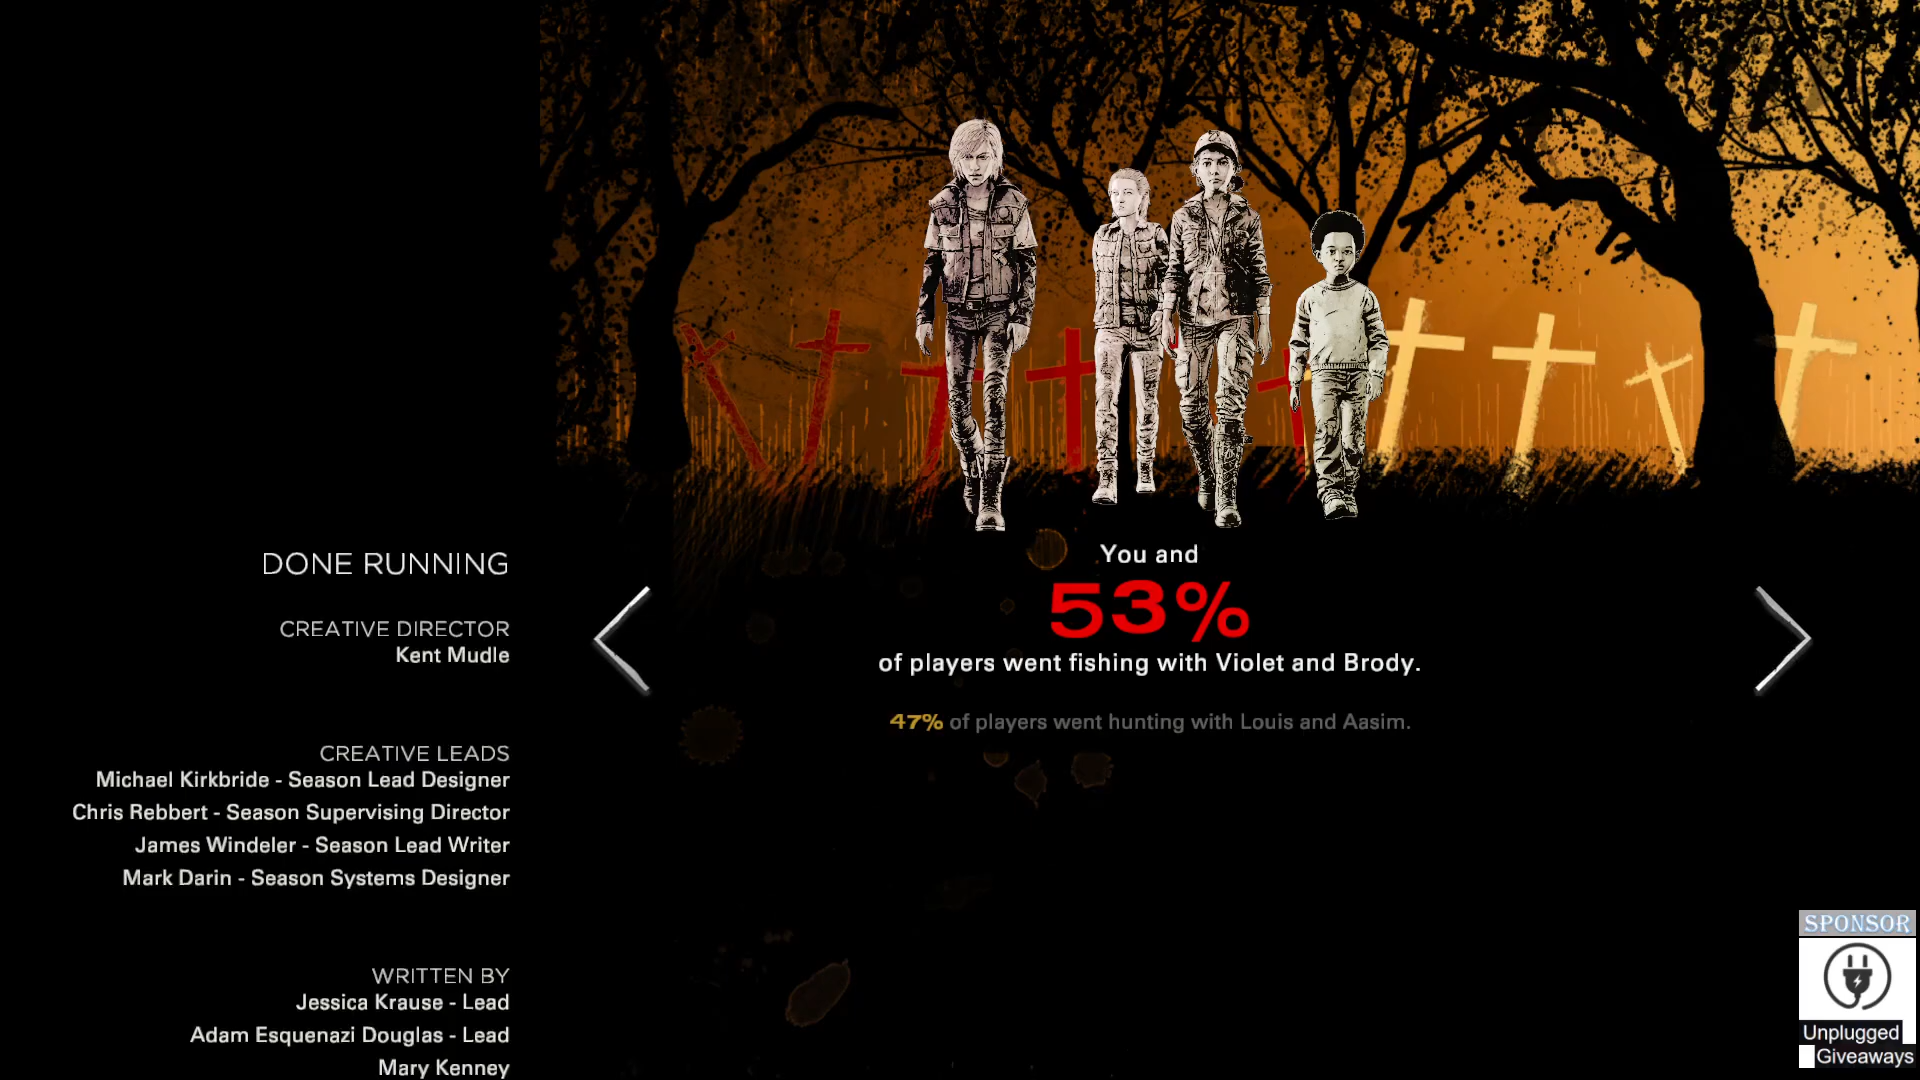 DONE RUNNING
CREATIVE DIRECTOR
Kent Mudle
CREATIVE LEADS
Michael Kirkbride - Season Lead Designer
Chris Rebbert - Season Supervising Director
James Windeler - Season Lead Writer
Mark Darin - Season Systems Designer
WRITTEN BY
Jessica Krause - Lead
Adam Esquenazi Douglas - Lead
Mary Kenney
You and
53%
of players went fishing with Violet and Brody.
47% of players went hunting with Louis and Aasim.
SPONSOR
Unplugged
Giveaways